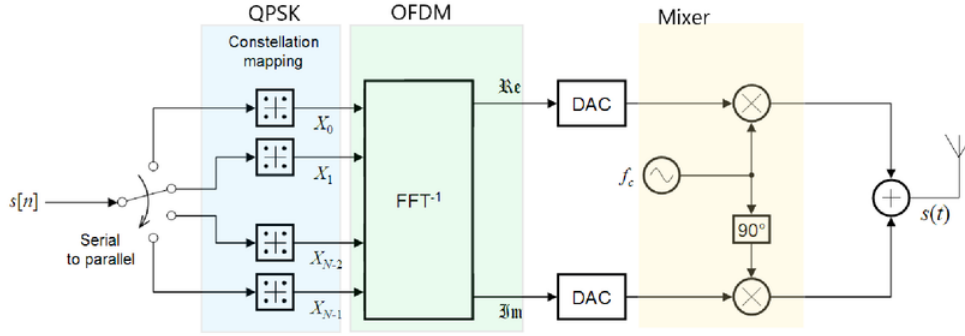 QPSK
OFDM
Mixer
Constellation
mapping
ℜe
DAC
X0
X1
fc
s[n]
FFT-1
90°
s(t)
Serial
to parallel
XN-2
XN-1
ℑm
DAC